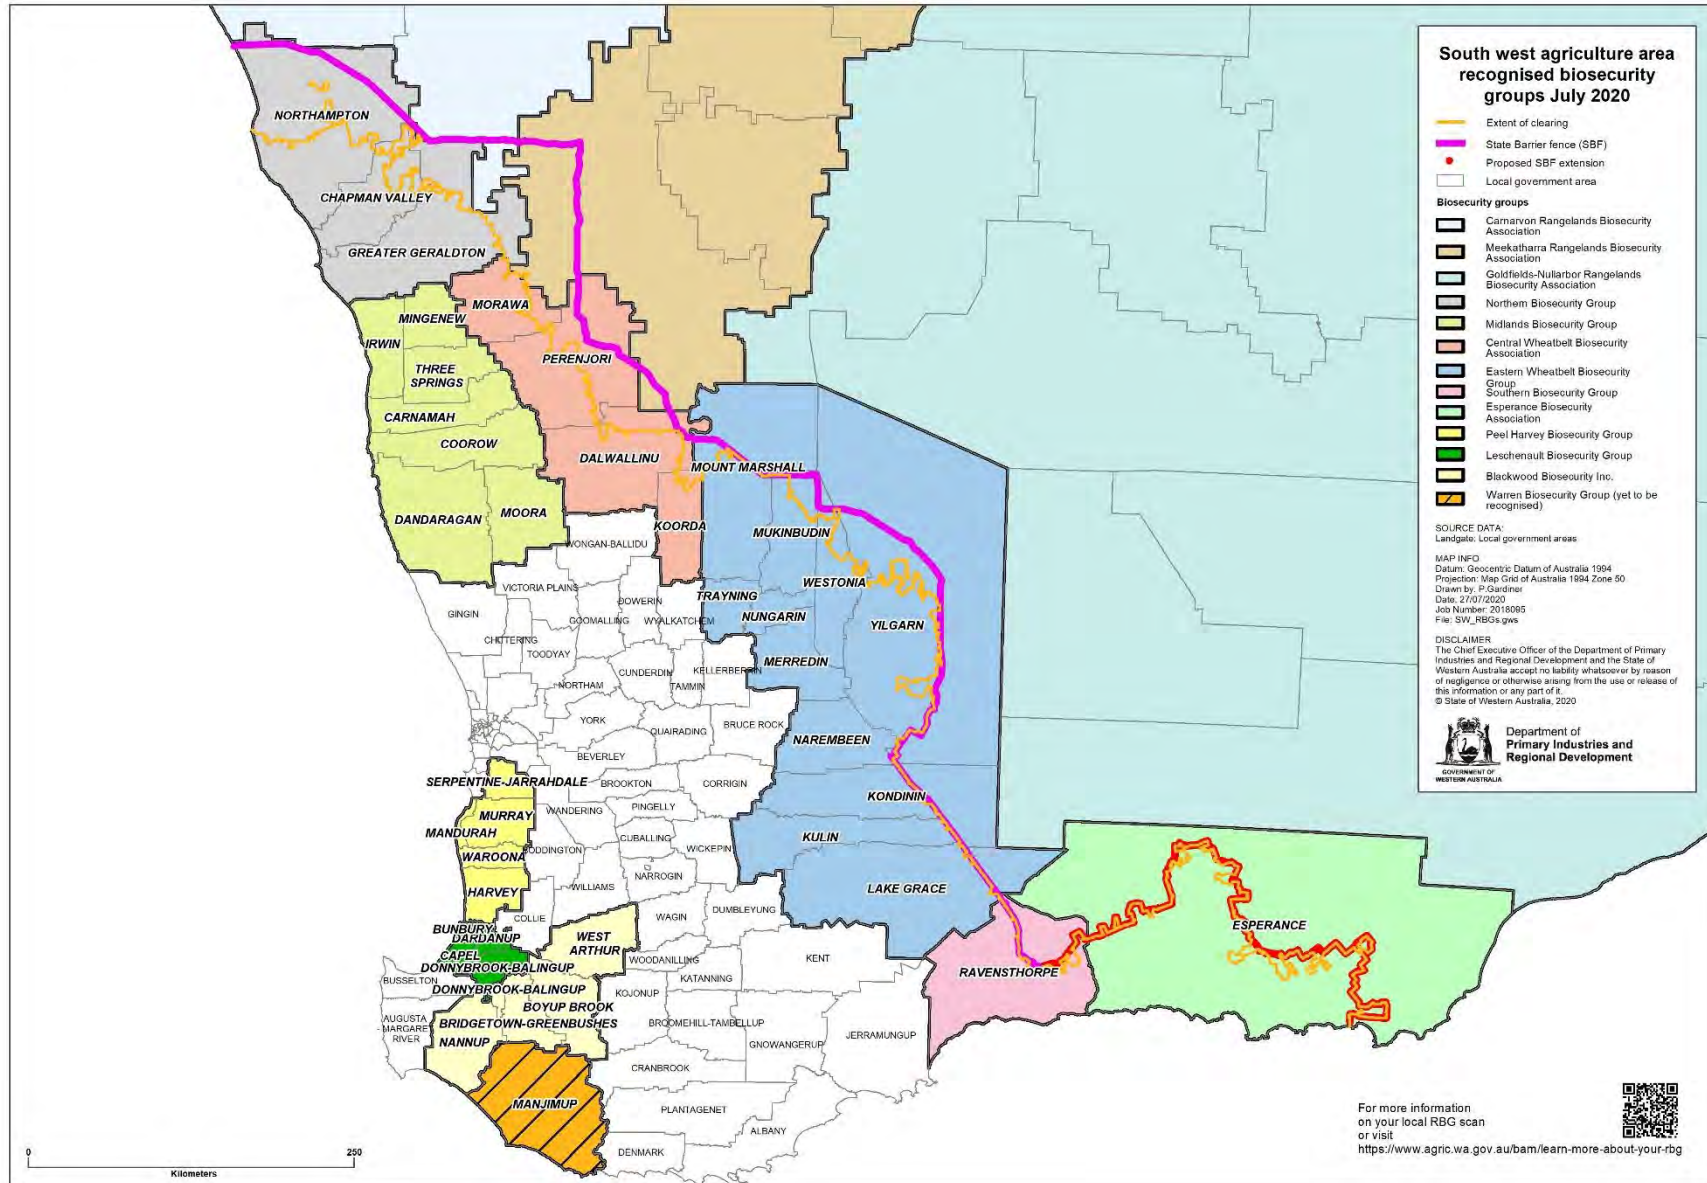 South west agriculture area
recognised biosecurity
groups July 2020
Extent of clearing
State Barrier fence (SBF)
Proposed SBF extension
Local government area
Biosecurity groups
Carnarvon Rangelands Biosecurity
Association
Meekatharra Rangelands Biosecurity
Association
Goldfields-Nullarbor Rangelands
Biosecurity Association
Northern Biosecurity Group
Midlands Biosecurity Group
Central Wheatbelt Biosecurity
Association
Eastern Wheatbelt Biosecurity
Group
Southern Biosecurity Group
Esperance Biosecurity
Association
Peel Harvey Biosecurity Group
Leschenault Biosecurity Group
Blackwood Biosecurity Inc.
Warren Biosecurity Group (yet to be
recognised)
SOURCE DATA:
Landgate: Local government areas
MAP INFO
Datum: Geocentric Datum of Australia 1994
Projection: Map Grid of Australia 1994 Zone 50
Drawn by: P.Gardiner
Date: 27/07/2020
Job Number: 2018095
File: SW_RBGs.gws
DISCLAIMER
The Chief Executive Officer of the Department of Primary
Industries and Regional Development and the State of
Western Australia accept no liability whatsoever by reason
of negligence or otherwise arising from the use or release of
this information or any part of it.
© State of Western Australia, 2020
GOVERNMENT OF
WESTERN AUSTRALIA
Department of
Primary Industries and
Regional Development
NORTHAMPTON
CHAPMAN VALLEY
GREATER GERALDTON
MORAWA
MINGENEW
IRWIN
PERENJORI
THREE
SPRINGS
CARNAMAH
COOROW
DALWALLINU
MOUNT MARSHALL
DANDARAGAN
MOORA
KOORDA
MUKINBUDIN
WONGAN-BALLIDU
WESTONIA
VICTORIA PLAINS
TRAYNING
DOWERIN
GINGIN
GOOMALLING
WYALKATCHEM
NUNGARIN
YILGARN
CHITTERING
TOODYAY
MERREDIN
CUNDERDIN
KELLERBERRIN
NORTHAM
TAMMIN
YORK
BRUCE ROCK
QUAIRADING
NAREMBEEN
BEVERLEY
SERPENTINE-JARRAHDALE
BROOKTON
CORRIGIN
KONDININ
MURRAY
WANDERING
PINGELLY
MANDURAH
CUBALLING
KULIN
WAROONA
BODDINGTON
WICKEPIN
NARROGIN
HARVEY
WILLIAMS
LAKE GRACE
DUMBLEYUNG
COLLIE
WAGIN
BUNBURY
DARDANUP
WEST
ARTHUR
ESPERANCE
CAPEL
DONNYBROOK-BALINGUP
WOODANILLING
KENT
RAVENSTHORPE
BUSSELTON
KATANNING
DONNYBROOK-BALINGUP
KOJONUP
BOYUP BROOK
AUGUSTA
-MARGARET
RIVER
BRIDGETOWN-GREENBUSHES
BROOMEHILL-TAMBELLUP
JERRAMUNGUP
NANNUP
GNOWANGERUP
CRANBROOK
MANJIMUP
PLANTAGENET
ALBANY
DENMARK
0
250
Kilometers
For more information
on your local RBG scan
or visit
https://www.agric.wa.gov.au/bam/learn-more-about-your-rbg